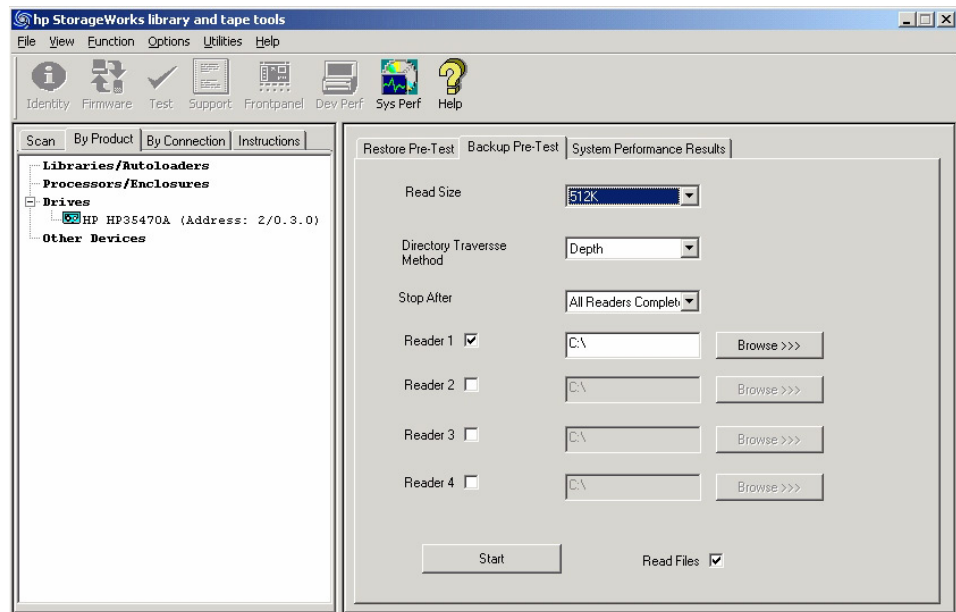 hp StorageWorks library and tape tools
File View Function Options Utilities Help
Identity Firmware Test Support Frontpanel Dev Perf Sys Perf Help
Scan By Product By Connection Instructions
Libraries/Autoloaders
Processors/Enclosures
Drives
HP HP35470A (Address: 2/0.3.0)
Other Devices
Restore Pre-Test Backup Pre-Test System Performance Results
Read Size 512K
Directory Traversse
Method
Depth
Stop After All Readers Complet
Reader 1 C:\ Browse >>>
Reader 2 C:\ Browse >>>
Reader 3 C:\ Browse >>>
Reader 4 C:\ Browse >>>
Start Read Files